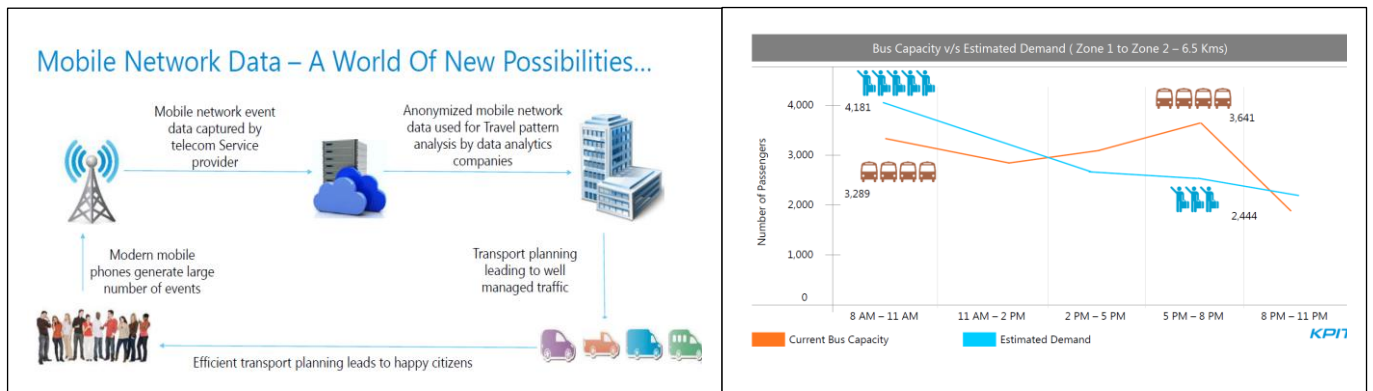 Mobile Network Data – A World Of New Possibilities...
Mobile network event
data captured by
telecom Service
provider
Anonymized mobile network
data used for Travel pattern
analysis by data analytics
companies
Modern mobile
phones generate large
number of events
Transport planning
leading to well
managed traffic
Efficient transport planning leads to happy citizens
Bus Capacity v/s Estimated Demand ( Zone 1 to Zone 2 – 6.5 Kms)
Number of Passengers
4,000
3,000
2,000
1,000
0
4,181
3,289
3,641
2,444
8 AM – 11 AM
11 AM – 2 PM
2 PM – 5 PM
5 PM – 8 PM
8 PM – 11 PM
Current Bus Capacity
Estimated Demand
KPIT